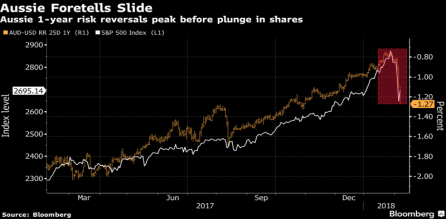 Aussie Foretells Slide
Aussie 1-year risk reversals peak before plunge in shares
AUD-USD RR 25D 1Y (R1) S&P 500 Index (L1)
2900
2800
2695.14
2600
2500
2400
2300
Index level
-0.80
-1.00
-1.20
-1.27
-1.40
-1.60
-1.80
-2.00
Percent
Mar Jun Sep Dec
2017 2018
Source: Bloomberg
Bloomberg